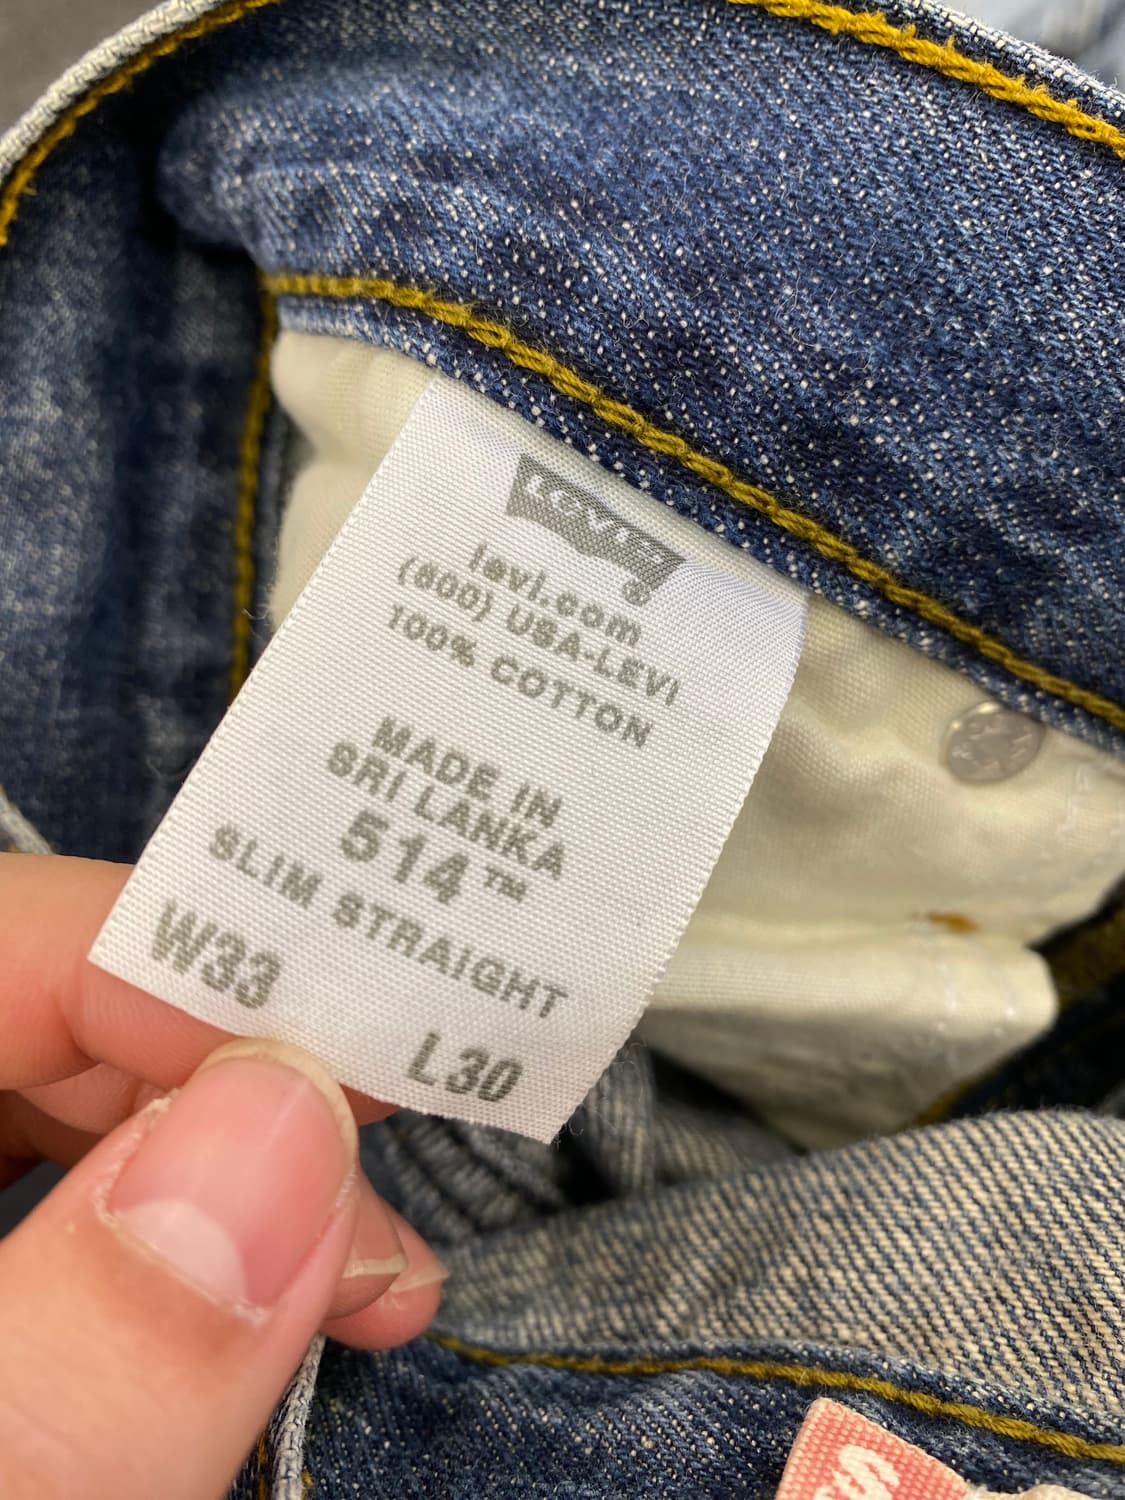 Levi's®
levi.com
(800) USA-LEVI
100% COTTON
MADE IN
SRI LANKA
514™
SLIM STRAIGHT
W33
L30